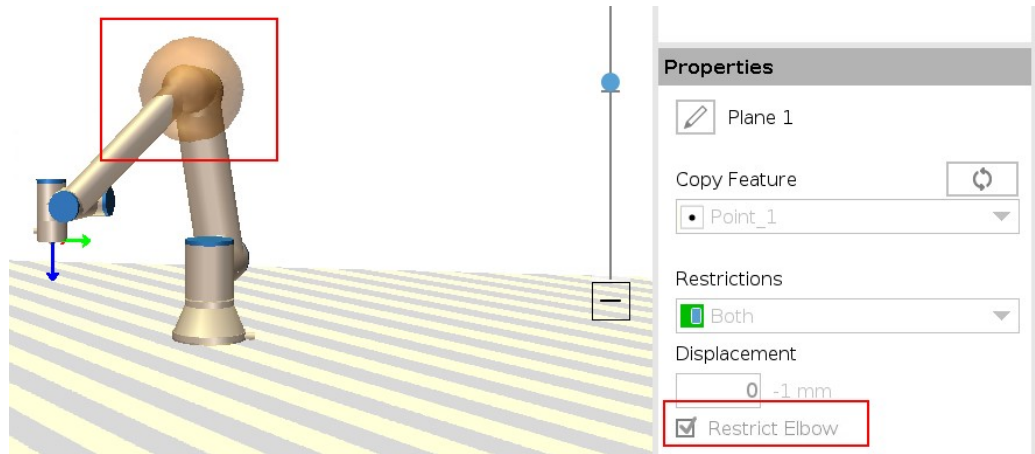 Properties
Plane 1
Copy Feature
Point_1
Restrictions
Both
Displacement
0 -1 mm
Restrict Elbow